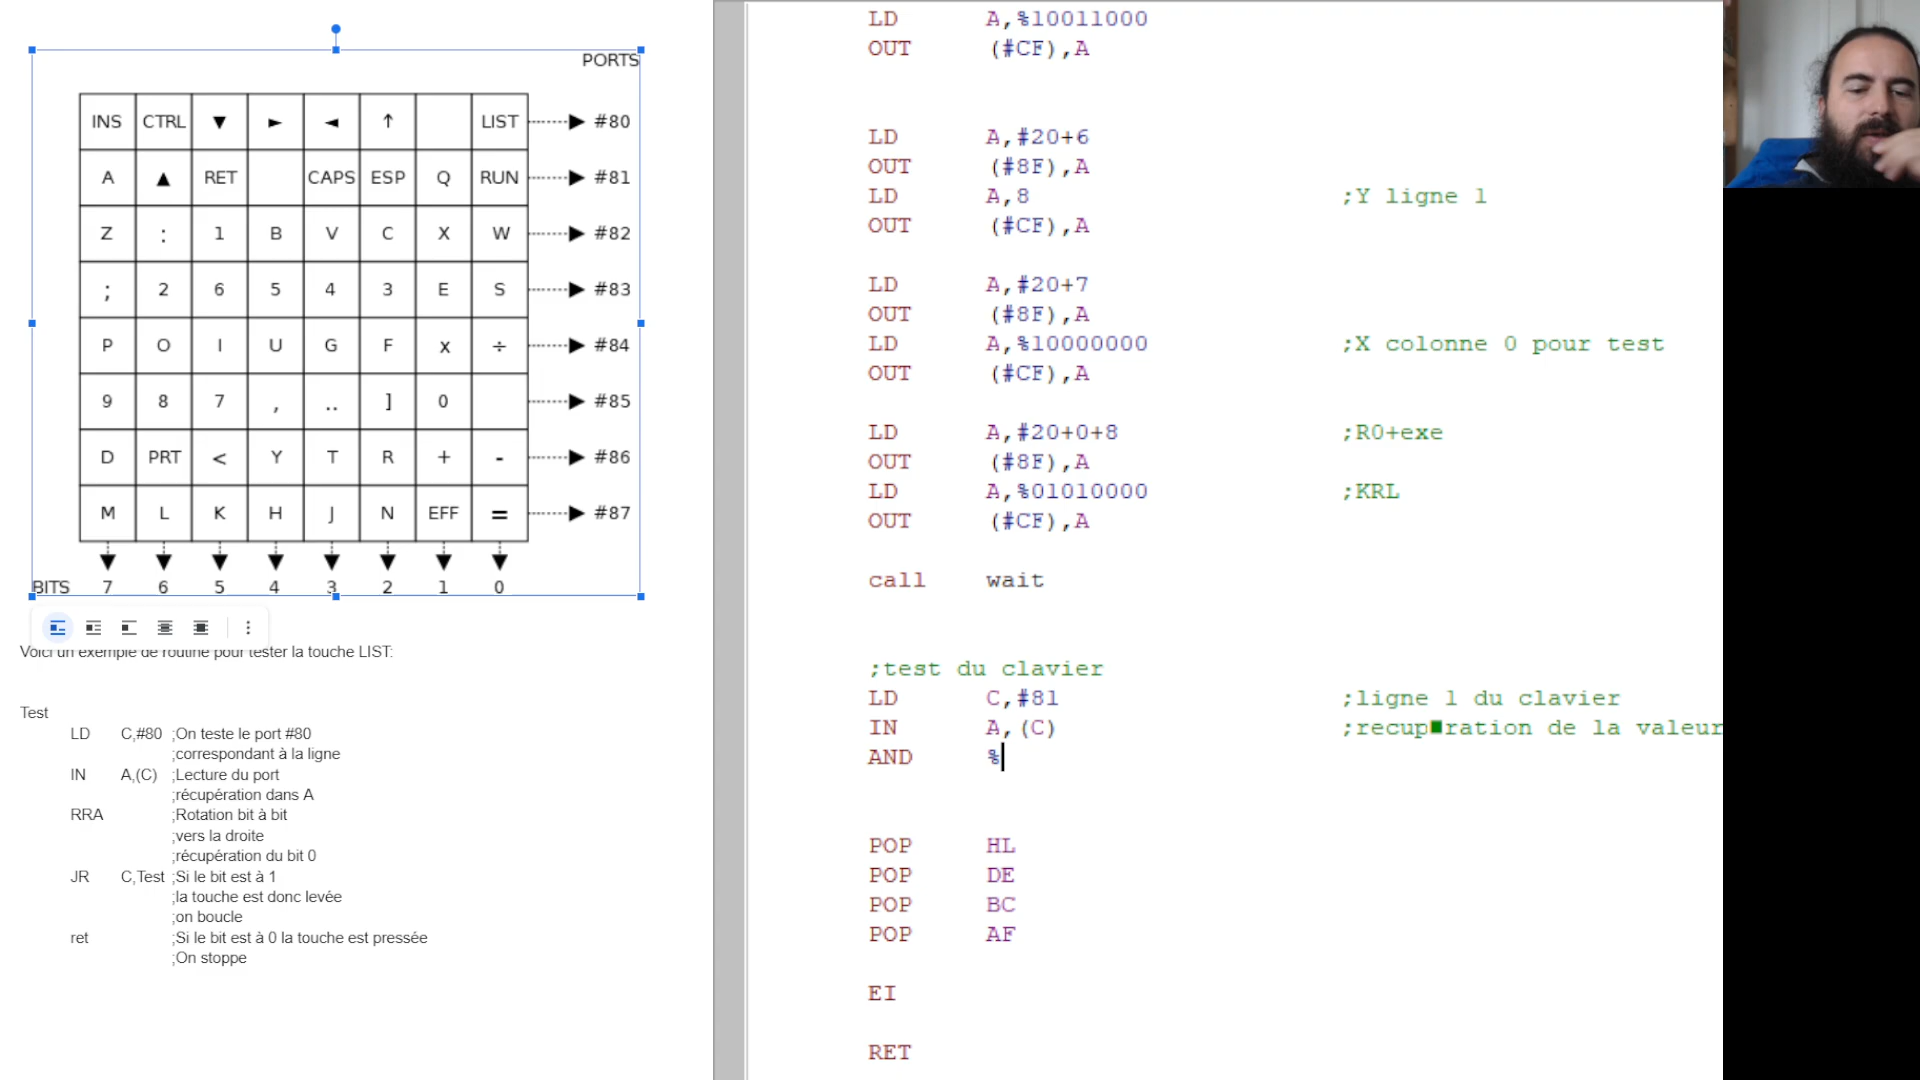 PORTS
INS CTRL ▼ ► ◄ ↑ LIST #80
A ▲ RET CAPS ESP Q RUN #81
Z : 1 B V C X W #82
; 2 6 5 4 3 E S #83
P O I U G F x ÷ #84
9 8 7 , .. ] 0 #85
D PRT < Y T R + - #86
M L K H J N EFF = #87
BITS 7 6 5 4 3 2 1 0
Voici un exemple de routine pour tester la touche LIST:
Test
LD C,#80 ;On teste le port #80
;correspondant à la ligne
IN A,(C) ;Lecture du port
;récupération dans A
RRA ;Rotation bit à bit
;vers la droite
;récupération du bit 0
JR C,Test ;Si le bit est à 1
;la touche est donc levée
;on boucle
ret ;Si le bit est à 0 la touche est pressée
;On stoppe
LD A,%10011000
OUT (#CF),A
LD A,#20+6
OUT (#8F),A
LD A,8 ;Y ligne 1
OUT (#CF),A
LD A,#20+7
OUT (#8F),A
LD A,%10000000 ;X colonne 0 pour test
OUT (#CF),A
LD A,#20+0+8 ;R0+exe
OUT (#8F),A
LD A,%01010000 ;KRL
OUT (#CF),A
call wait
;test du clavier
LD C,#81 ;ligne 1 du clavier
IN A,(C) ;recup■ration de la valeur
AND %
POP HL
POP DE
POP BC
POP AF
EI
RET